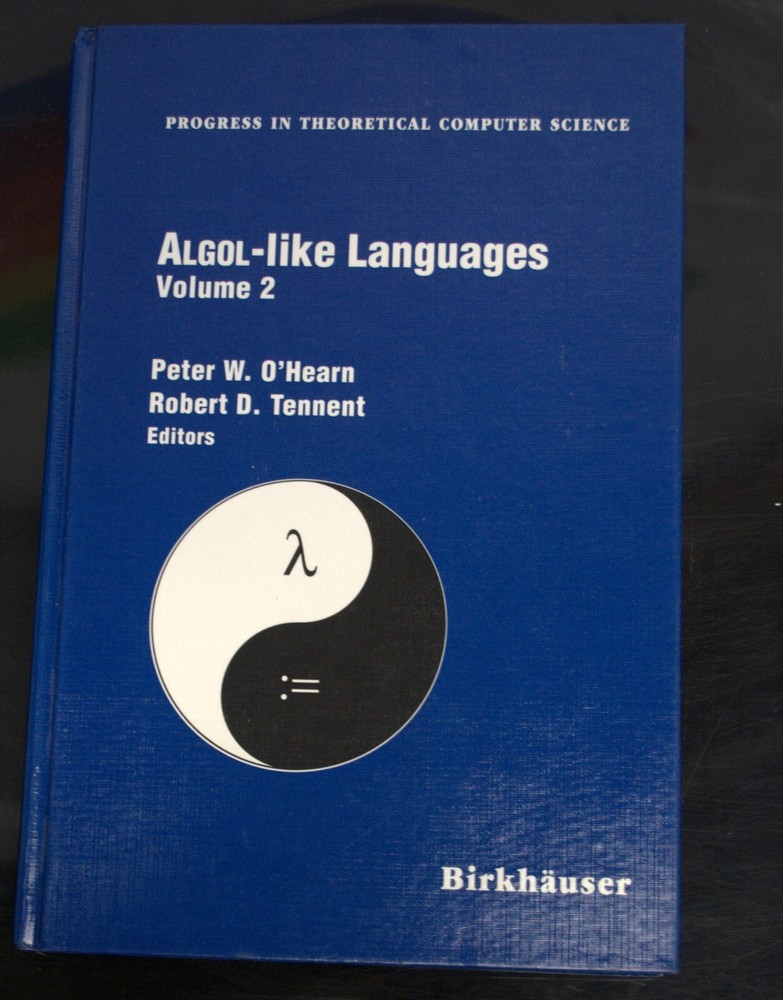 PROGRESS IN THEORETICAL COMPUTER SCIENCE
ALGOL-like Languages
Volume 2
Peter W. O'Hearn
Robert D. Tennent
Editors
λ
:=
Birkhäuser